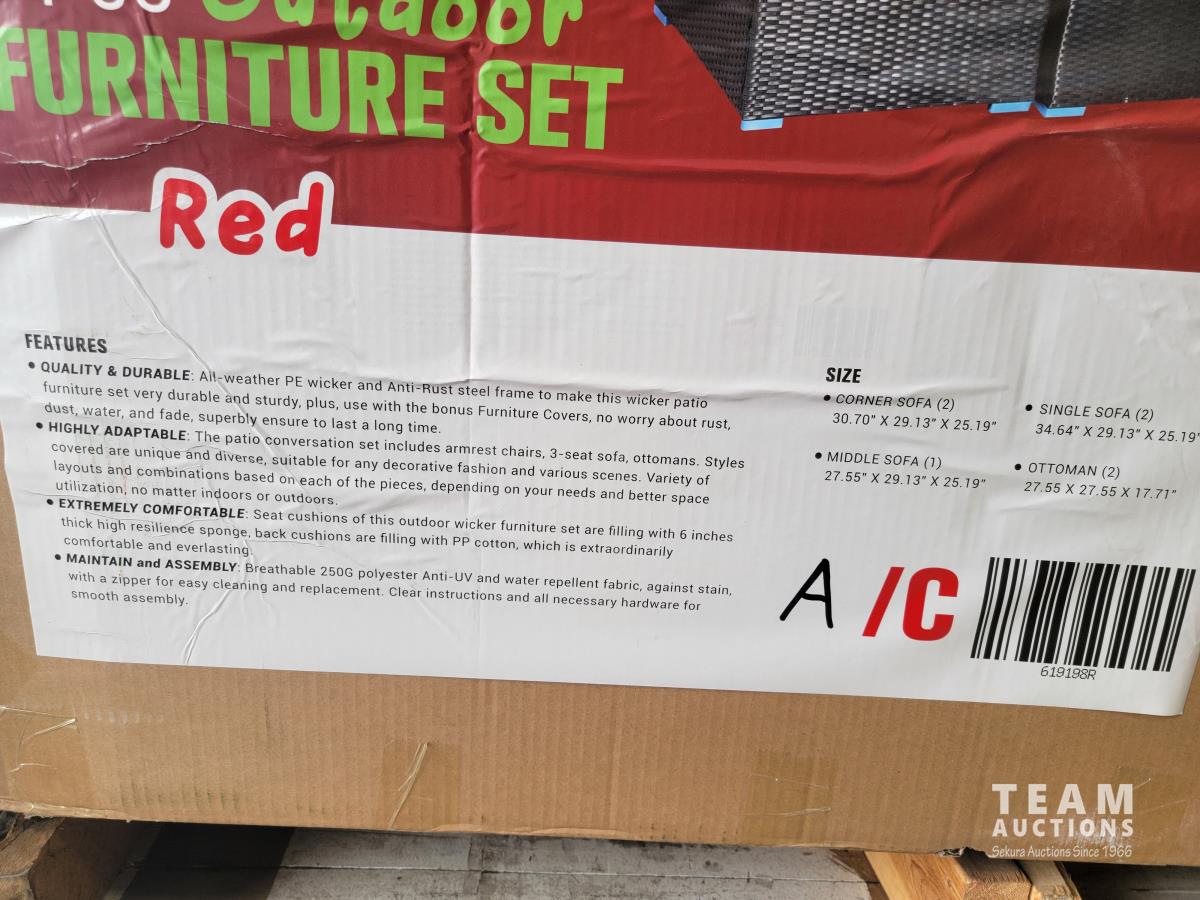 Outdoor
FURNITURE SET
Red
FEATURES
• QUALITY & DURABLE: All-weather PE wicker and Anti-Rust steel frame to make this wicker patio
furniture set very durable and sturdy, plus, use with the bonus Furniture Covers, no worry about rust,
dust, water, and fade, superbly ensure to last a long time.
• HIGHLY ADAPTABLE: The patio conversation set includes armrest chairs, 3-seat sofa, ottomans. Styles
covered are unique and diverse, suitable for any decorative fashion and various scenes. Variety of
layouts and combinations based on each of the pieces, depending on your needs and better space
utilization, no matter indoors or outdoors.
• EXTREMELY COMFORTABLE: Seat cushions of this outdoor wicker furniture set are filling with 6 inches
thick high resilience sponge, back cushions are filling with PP cotton, which is extraordinarily
comfortable and everlasting.
• MAINTAIN and ASSEMBLY: Breathable 250G polyester Anti-UV and water repellent fabric, against stain,
with a zipper for easy cleaning and replacement. Clear instructions and all necessary hardware for
smooth assembly.
SIZE
• CORNER SOFA (2)
30.70" X 29.13" X 25.19"
• SINGLE SOFA (2)
34.64" X 29.13" X 25.19"
• MIDDLE SOFA (1)
27.55" X 29.13" X 25.19"
• OTTOMAN (2)
27.55 X 27.55 X 17.71"
A /C
619198R
TEAM
AUCTIONS
Sekura Auctions Since 1966